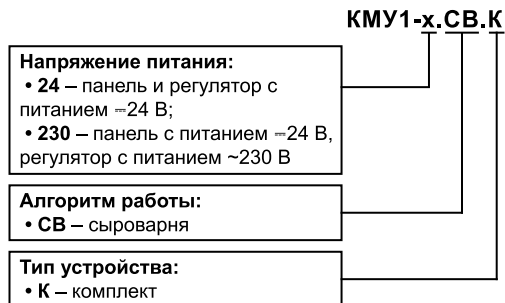 КМУ1-х.СВ.К
Напряжение питания:
• 24 – панель и регулятор с
питанием ⎓24 В;
• 230 – панель с питанием ⎓24 В,
регулятор с питанием ~230 В
Алгоритм работы:
• СВ – сыроварня
Тип устройства:
• К – комплект